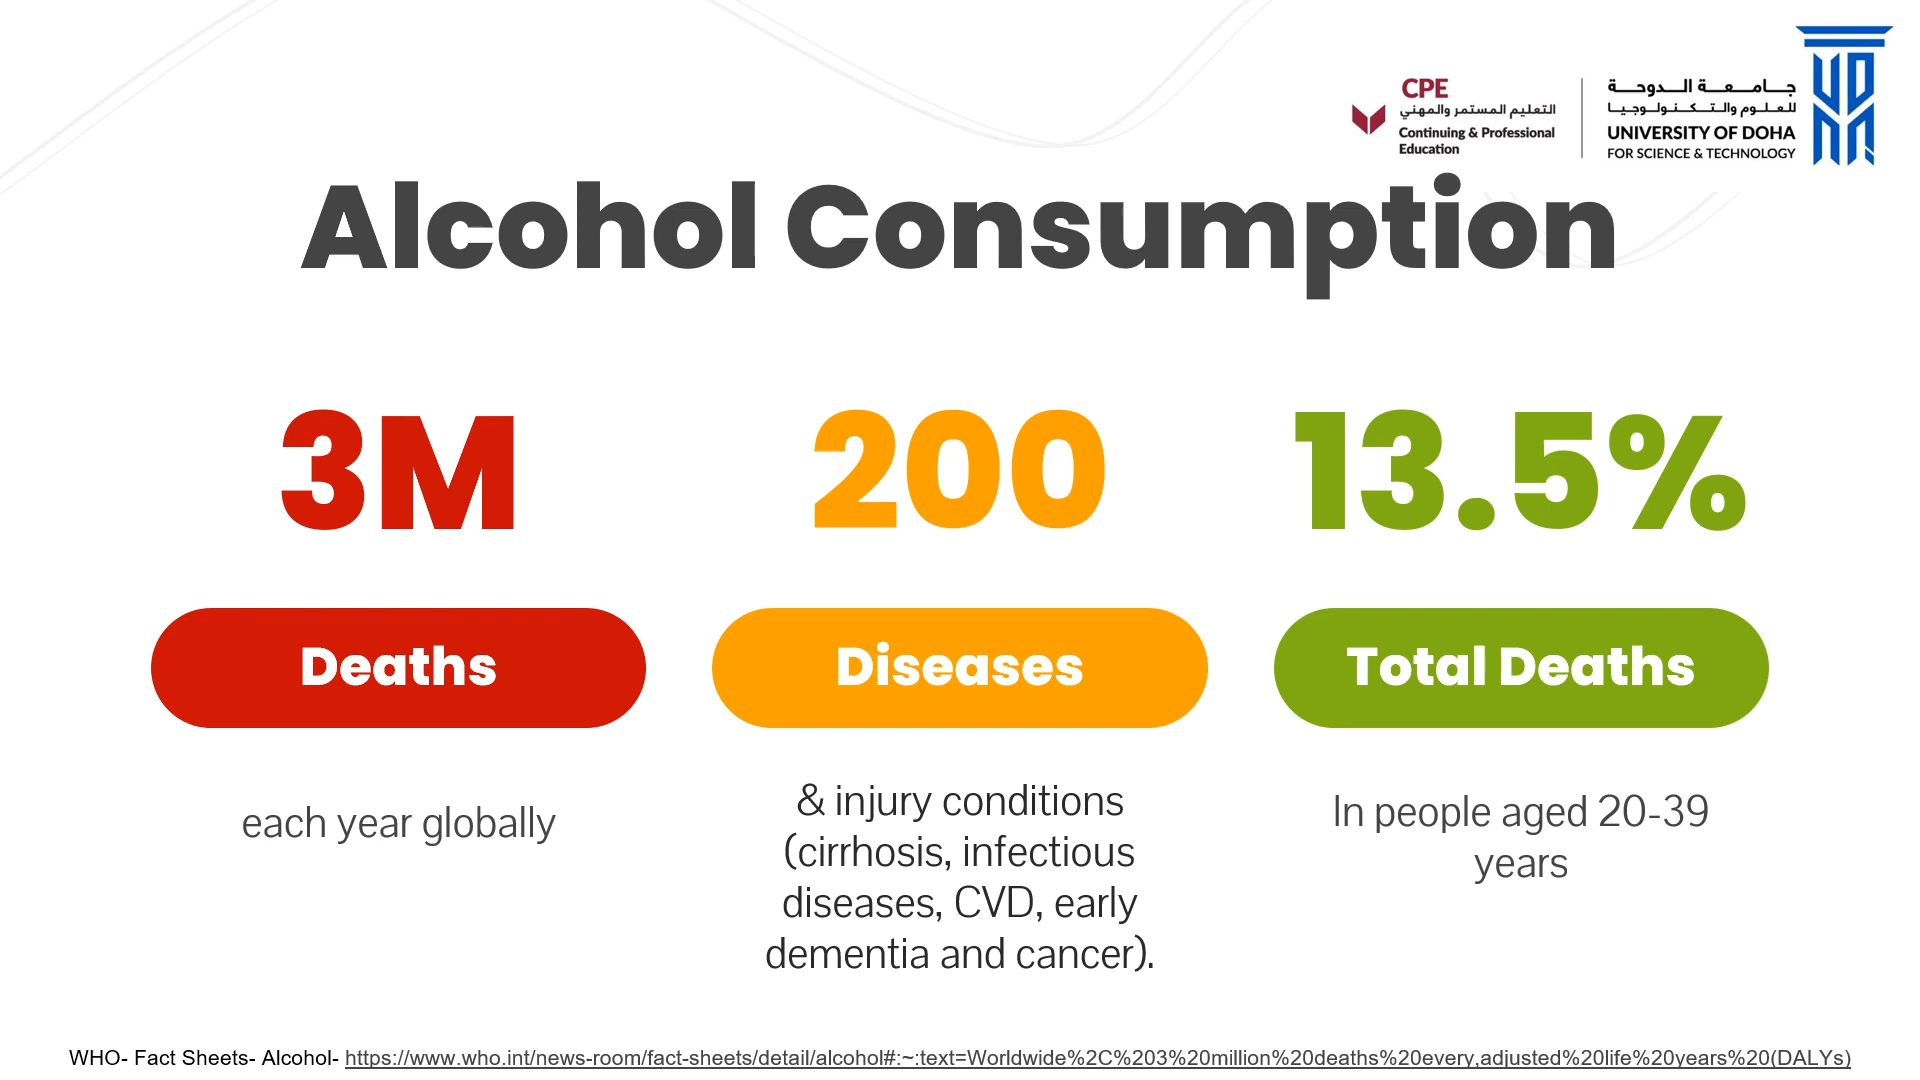 CPE
التعليم المستمر والمهني
Continuing & Professional
Education
جامعة الدوحة
للعلوم والتكنولوجيا
UNIVERSITY OF DOHA
FOR SCIENCE & TECHNOLOGY
Alcohol Consumption
3M
Deaths
each year globally
200
Diseases
& injury conditions
(cirrhosis, infectious
diseases, CVD, early
dementia and cancer).
13.5%
Total Deaths
In people aged 20-39
years
WHO- Fact Sheets- Alcohol- https://www.who.int/news-room/fact-sheets/detail/alcohol#:~:text=Worldwide%2C%203%20million%20deaths%20every,adjusted%20life%20years%20(DALYs)